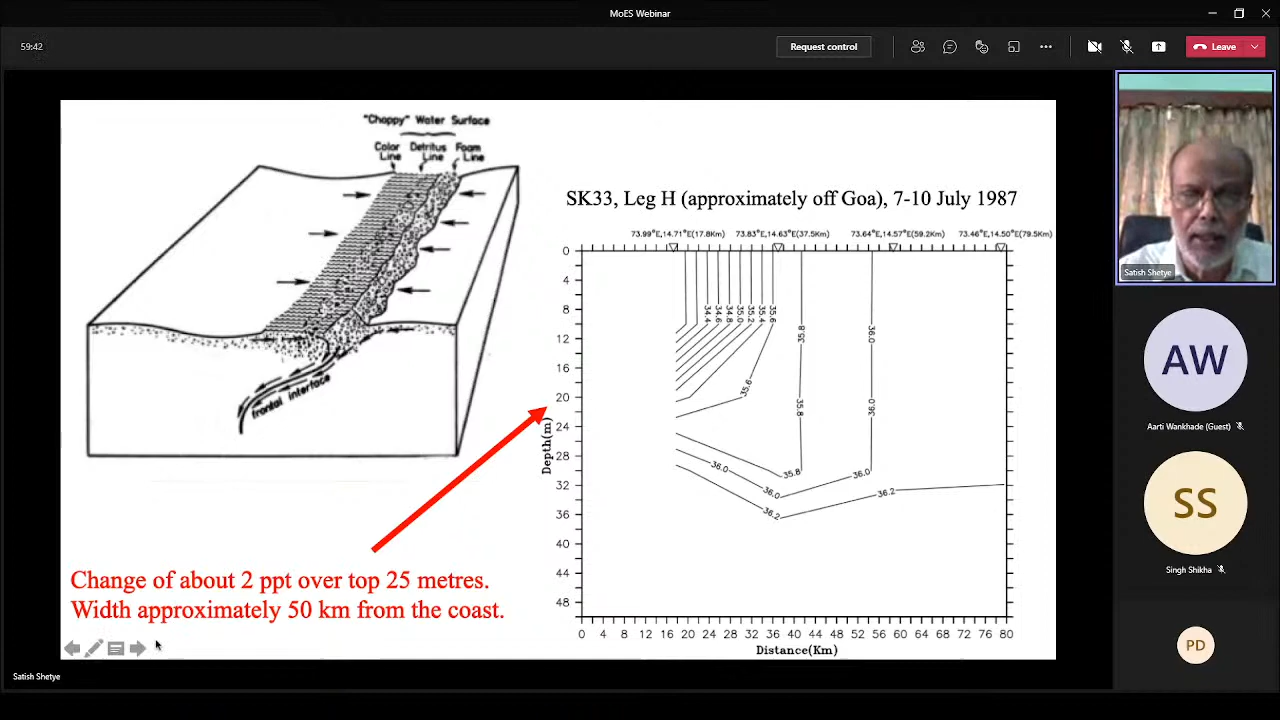 MoES Webinar
59:42
Request control
Leave
"Choppy" Water Surface
Color Line
Detritus Line
Foam Line
frontal interface
SK33, Leg H (approximately off Goa), 7-10 July 1987
73.99°E,14.71°E(17.8Km) 73.83°E,14.63°E(37.5Km) 73.64°E,14.57°E(59.2Km) 73.46°E,14.50°E(79.5Km)
0
4
8
12
16
20
24
28
32
36
40
44
48
Depth(m)
34.4 34.6 34.8 35.0 35.2 35.4 35.6 35.8 36.0
35.6
35.8 36.0
36.0 35.8 36.0
36.0
36.2 36.2
0 4 8 12 16 20 24 28 32 36 40 44 48 52 56 60 64 68 72 76 80
Distance(Km)
Change of about 2 ppt over top 25 metres.
Width approximately 50 km from the coast.
Satish Shetye
Satish Shetye
AW
Aarti Wankhade (Guest)
SS
Singh Shikha
PD